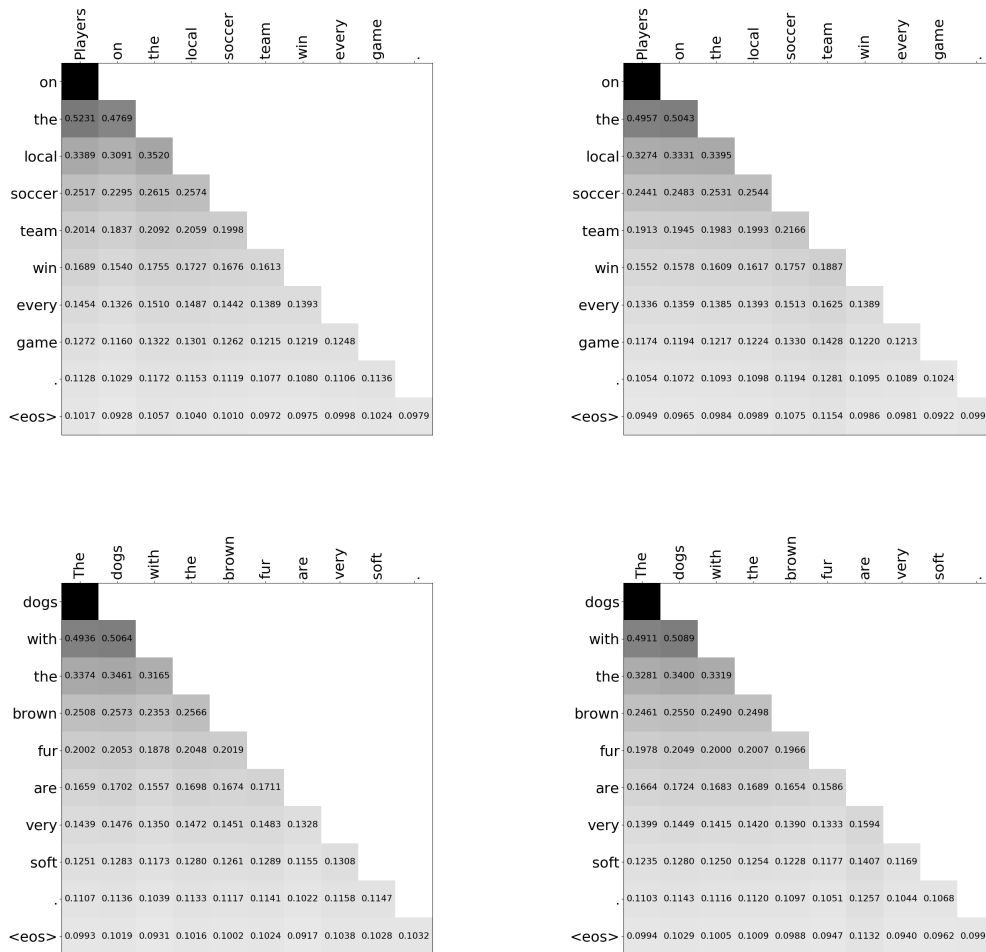 Players on the local soccer team win every game .
on
the 0.5231 0.4769
local 0.3389 0.3091 0.3520
soccer 0.2517 0.2295 0.2615 0.2574
team 0.2014 0.1837 0.2092 0.2059 0.1998
win 0.1689 0.1540 0.1755 0.1727 0.1676 0.1613
every 0.1454 0.1326 0.1510 0.1487 0.1442 0.1389 0.1393
game 0.1272 0.1160 0.1322 0.1301 0.1262 0.1215 0.1219 0.1248
. 0.1128 0.1029 0.1172 0.1153 0.1119 0.1077 0.1080 0.1106 0.1136
<eos> 0.1017 0.0928 0.1057 0.1040 0.1010 0.0972 0.0975 0.0998 0.1024 0.0979
Players on the local soccer team win every game .
on
the 0.4957 0.5043
local 0.3274 0.3331 0.3395
soccer 0.2441 0.2483 0.2531 0.2544
team 0.1913 0.1945 0.1983 0.1993 0.2166
win 0.1552 0.1578 0.1609 0.1617 0.1757 0.1887
every 0.1336 0.1359 0.1385 0.1393 0.1513 0.1625 0.1389
game 0.1174 0.1194 0.1217 0.1224 0.1330 0.1428 0.1220 0.1213
. 0.1054 0.1072 0.1093 0.1098 0.1194 0.1281 0.1095 0.1089 0.1024
<eos> 0.0949 0.0965 0.0984 0.0989 0.1075 0.1154 0.0986 0.0981 0.0922 0.099
The dogs with the brown fur are very soft .
dogs
with 0.4936 0.5064
the 0.3374 0.3461 0.3165
brown 0.2508 0.2573 0.2353 0.2566
fur 0.2002 0.2053 0.1878 0.2048 0.2019
are 0.1659 0.1702 0.1557 0.1698 0.1674 0.1711
very 0.1439 0.1476 0.1350 0.1472 0.1451 0.1483 0.1328
soft 0.1251 0.1283 0.1173 0.1280 0.1261 0.1289 0.1155 0.1308
. 0.1107 0.1136 0.1039 0.1133 0.1117 0.1141 0.1022 0.1158 0.1147
<eos> 0.0993 0.1019 0.0931 0.1016 0.1002 0.1024 0.0917 0.1038 0.1028 0.1032
The dogs with the brown fur are very soft .
dogs
with 0.4911 0.5089
the 0.3281 0.3400 0.3319
brown 0.2461 0.2550 0.2490 0.2498
fur 0.1978 0.2049 0.2000 0.2007 0.1966
are 0.1664 0.1724 0.1683 0.1689 0.1654 0.1586
very 0.1399 0.1449 0.1415 0.1420 0.1390 0.1333 0.1594
soft 0.1235 0.1280 0.1250 0.1254 0.1228 0.1177 0.1407 0.1169
. 0.1103 0.1143 0.1116 0.1120 0.1097 0.1051 0.1257 0.1044 0.1068
<eos> 0.0994 0.1029 0.1005 0.1009 0.0988 0.0947 0.1132 0.0940 0.0962 0.099